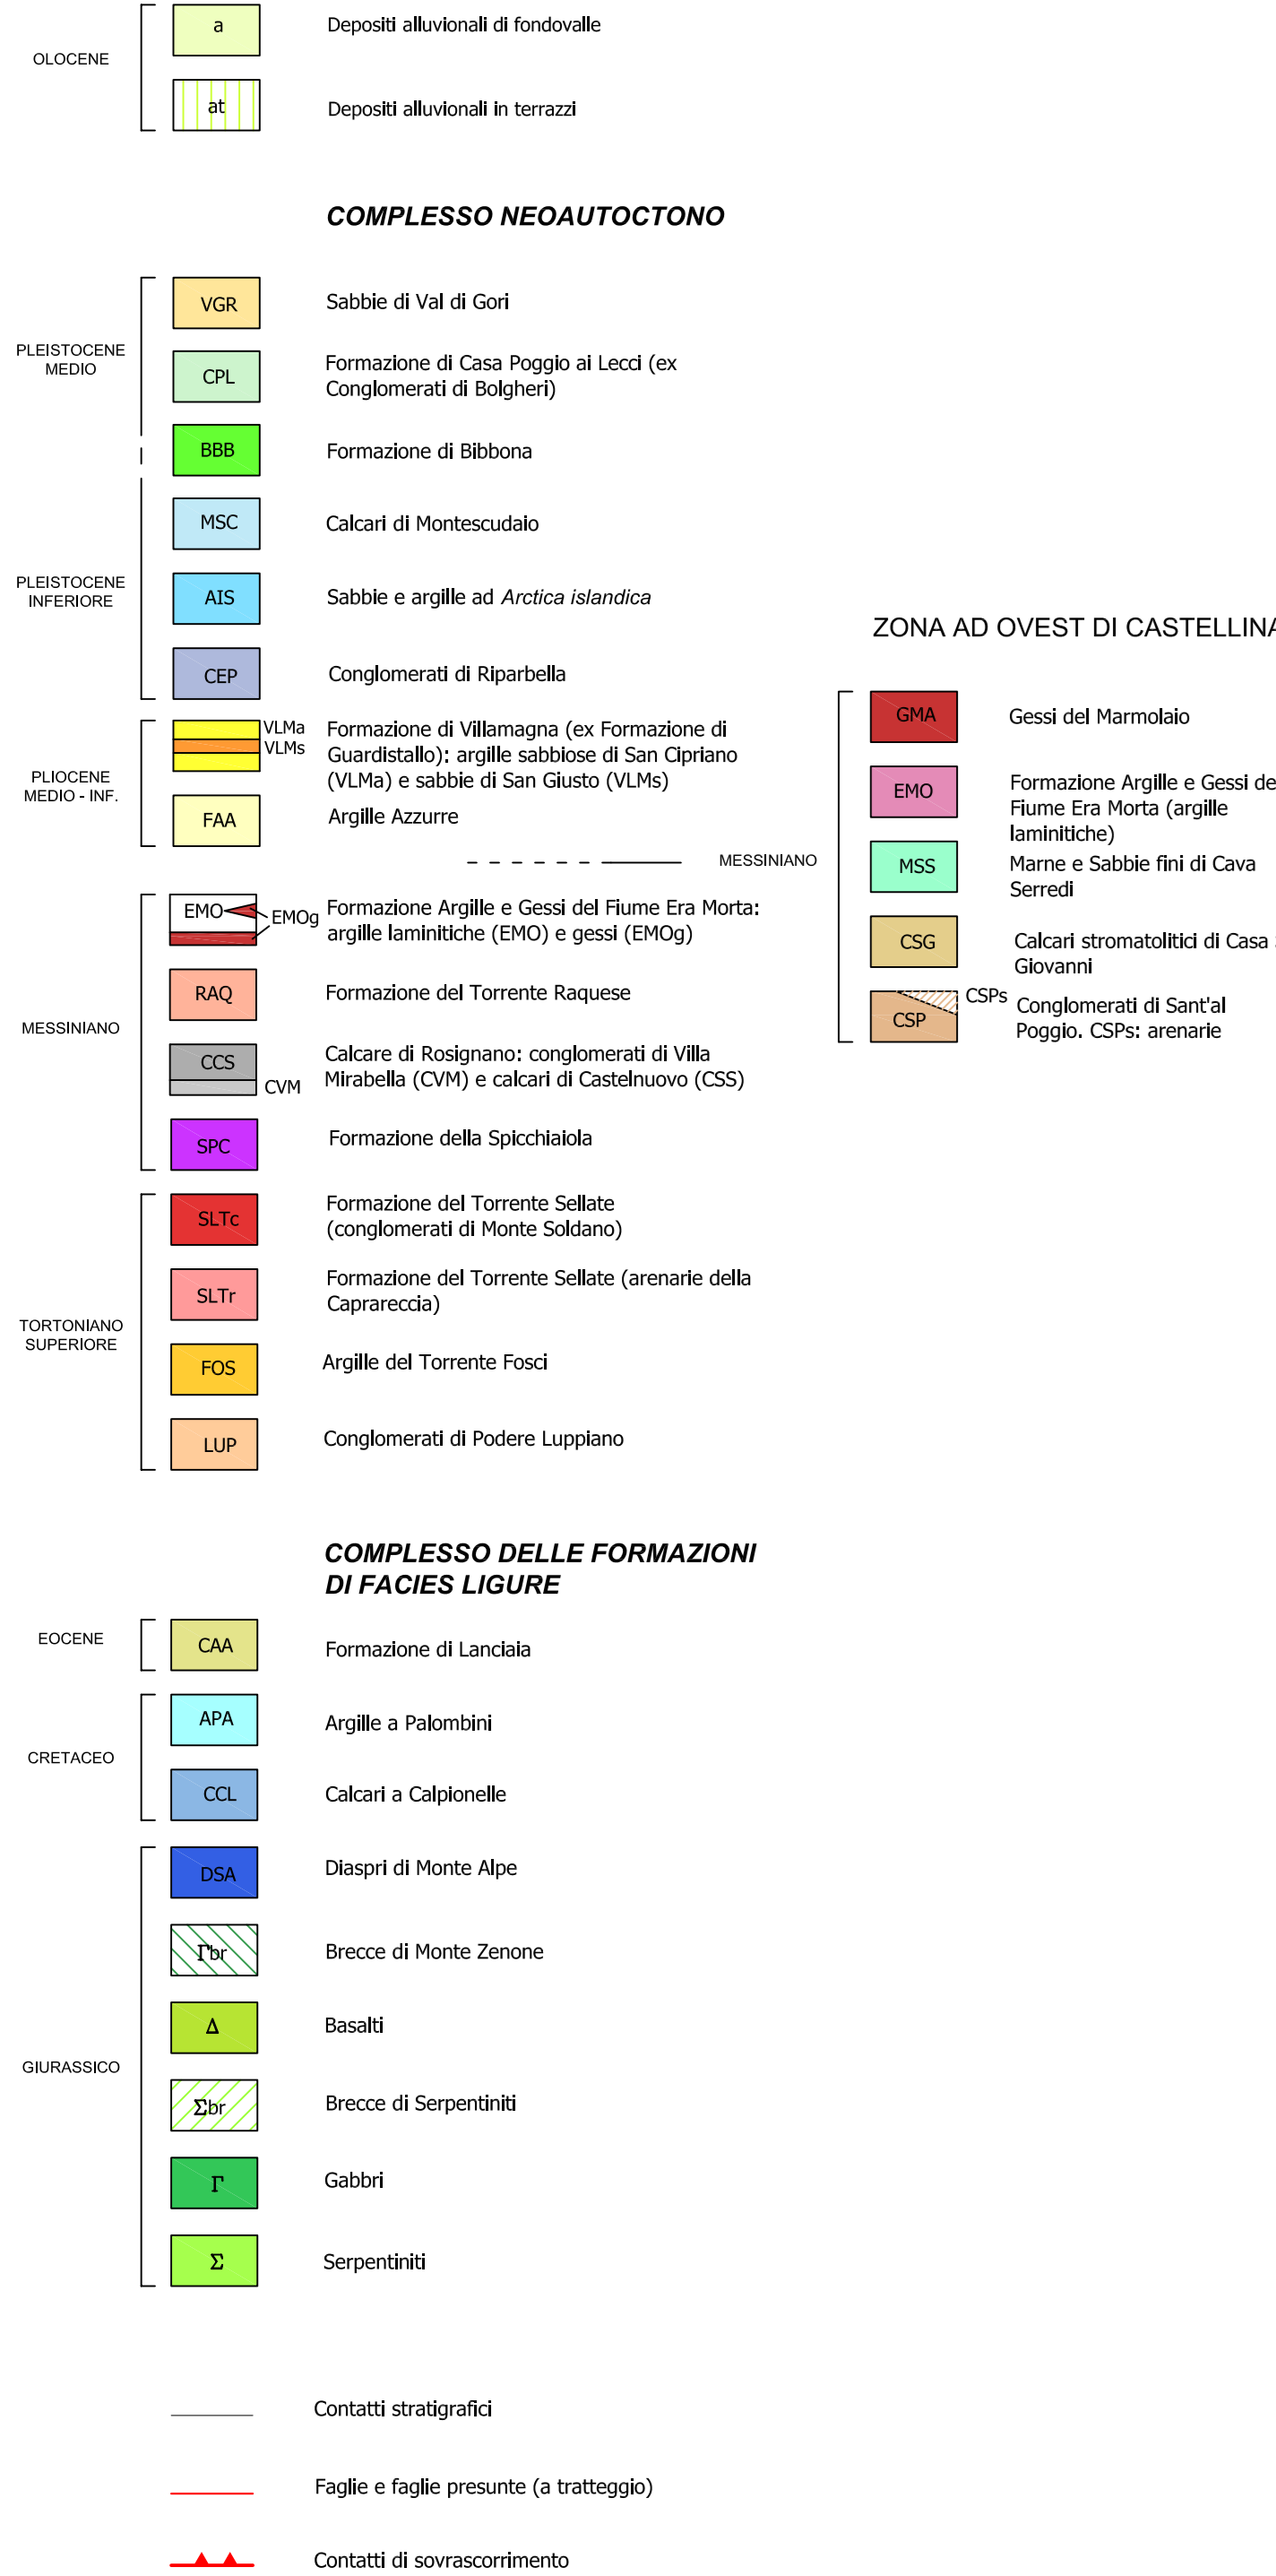 OLOCENE
a
Depositi alluvionali di fondovalle
at
Depositi alluvionali in terrazzi
COMPLESSO NEOAUTOCTONO
PLEISTOCENE
MEDIO
VGR
Sabbie di Val di Gori
CPL
Formazione di Casa Poggio ai Lecci (ex
Conglomerati di Bolgheri)
BBB
Formazione di Bibbona
PLEISTOCENE
INFERIORE
MSC
Calcari di Montescudaio
AIS
Sabbie e argille ad Arctica islandica
CEP
Conglomerati di Riparbella
PLIOCENE
MEDIO - INF.
VLMa
VLMs
Formazione di Villamagna (ex Formazione di
Guardistallo): argille sabbiose di San Cipriano
(VLMa) e sabbie di San Giusto (VLMs)
FAA
Argille Azzurre
MESSINIANO
EMO
EMOg
Formazione Argille e Gessi del Fiume Era Morta:
argille laminitiche (EMO) e gessi (EMOg)
RAQ
Formazione del Torrente Raquese
CCS
CVM
Calcare di Rosignano: conglomerati di Villa
Mirabella (CVM) e calcari di Castelnuovo (CSS)
SPC
Formazione della Spicchiaiola
TORTONIANO
SUPERIORE
SLTc
Formazione del Torrente Sellate
(conglomerati di Monte Soldano)
SLTr
Formazione del Torrente Sellate (arenarie della
Caprareccia)
FOS
Argille del Torrente Fosci
LUP
Conglomerati di Podere Luppiano
ZONA AD OVEST DI CASTELLINA
MESSINIANO
GMA
Gessi del Marmolaio
EMO
Formazione Argille e Gessi de
Fiume Era Morta (argille
laminitiche)
MSS
Marne e Sabbie fini di Cava
Serredi
CSG
Calcari stromatolitici di Casa
Giovanni
CSP
CSPs
Conglomerati di Sant'al
Poggio. CSPs: arenarie
COMPLESSO DELLE FORMAZIONI
DI FACIES LIGURE
EOCENE
CAA
Formazione di Lanciaia
CRETACEO
APA
Argille a Palombini
CCL
Calcari a Calpionelle
GIURASSICO
DSA
Diaspri di Monte Alpe
Γbr
Brecce di Monte Zenone
Δ
Basalti
Σbr
Brecce di Serpentiniti
Γ
Gabbri
Σ
Serpentiniti
Contatti stratigrafici
Faglie e faglie presunte (a tratteggio)
Contatti di sovrascorrimento